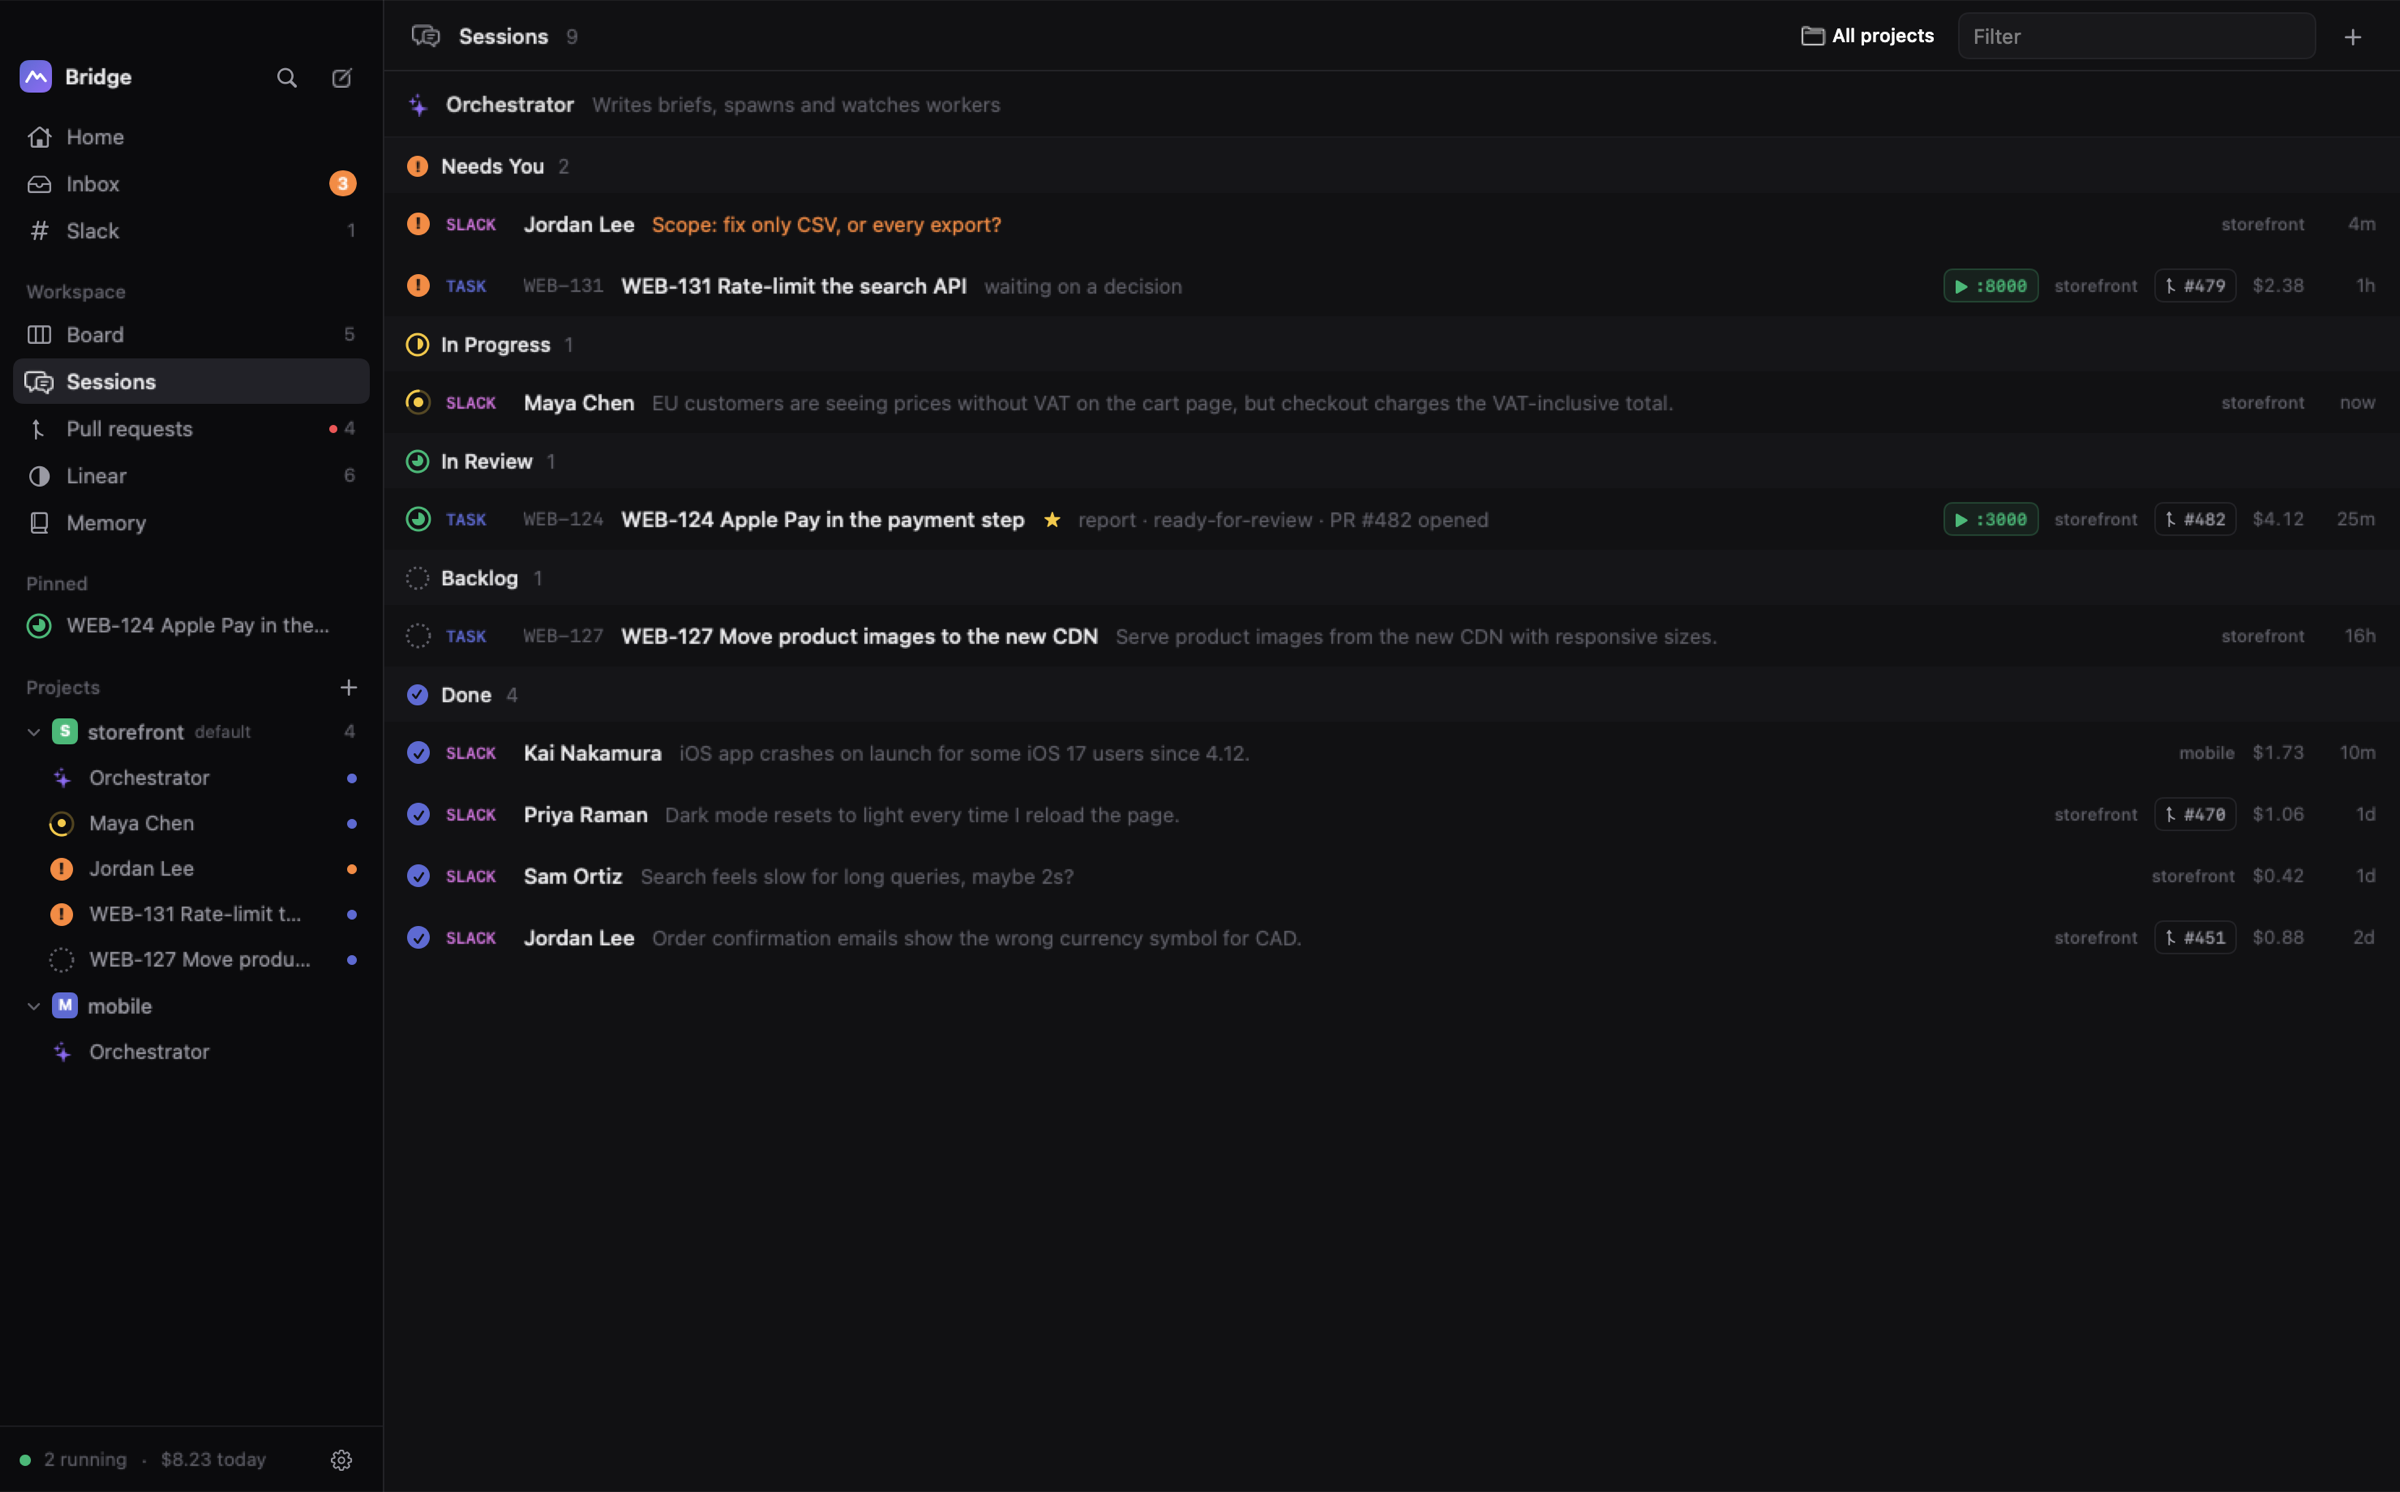 Bridge
Home
Inbox 3
Slack 1
Workspace
Board 5
Sessions
Pull requests 4
Linear 6
Memory
Pinned
WEB-124 Apple Pay in the...
Projects
S storefront default 4
Orchestrator
Maya Chen
Jordan Lee
WEB-131 Rate-limit t...
WEB-127 Move produ...
M mobile
Orchestrator
2 running · $8.23 today
Sessions 9 All projects Filter
Orchestrator Writes briefs, spawns and watches workers
Needs You 2
SLACK Jordan Lee Scope: fix only CSV, or every export? storefront 4m
TASK WEB-131 WEB-131 Rate-limit the search API waiting on a decision :8000 storefront #479 $2.38 1h
In Progress 1
SLACK Maya Chen EU customers are seeing prices without VAT on the cart page, but checkout charges the VAT-inclusive total. storefront now
In Review 1
TASK WEB-124 WEB-124 Apple Pay in the payment step report · ready-for-review · PR #482 opened :3000 storefront #482 $4.12 25m
Backlog 1
TASK WEB-127 WEB-127 Move product images to the new CDN Serve product images from the new CDN with responsive sizes. storefront 16h
Done 4
SLACK Kai Nakamura iOS app crashes on launch for some iOS 17 users since 4.12. mobile $1.73 10m
SLACK Priya Raman Dark mode resets to light every time I reload the page. storefront #470 $1.06 1d
SLACK Sam Ortiz Search feels slow for long queries, maybe 2s? storefront $0.42 1d
SLACK Jordan Lee Order confirmation emails show the wrong currency symbol for CAD. storefront #451 $0.88 2d